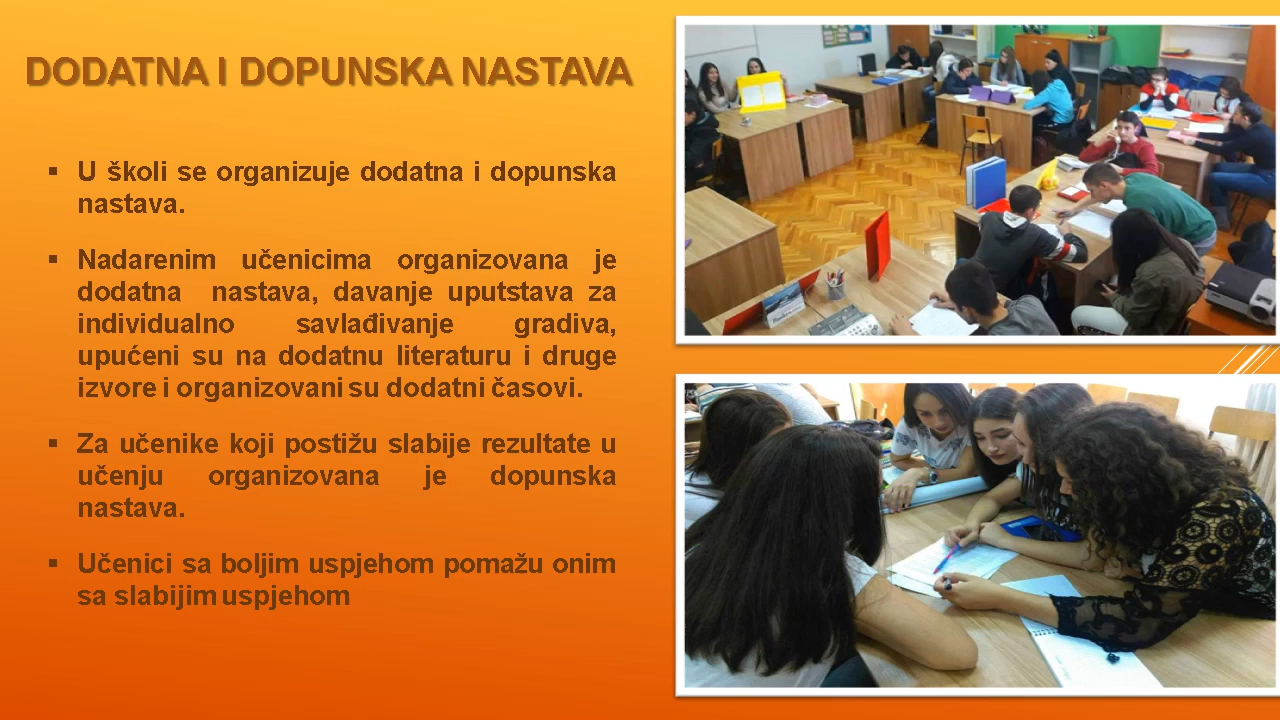 DODATNA I DOPUNSKA NASTAVA
▪ U školi se organizuje dodatna i dopunska
nastava.
▪ Nadarenim učenicima organizovana je
dodatna nastava, davanje uputstava za
individualno savlađivanje gradiva,
upućeni su na dodatnu literaturu i druge
izvore i organizovani su dodatni časovi.
▪ Za učenike koji postižu slabije rezultate u
učenju organizovana je dopunska
nastava.
▪ Učenici sa boljim uspjehom pomažu onim
sa slabijim uspjehom